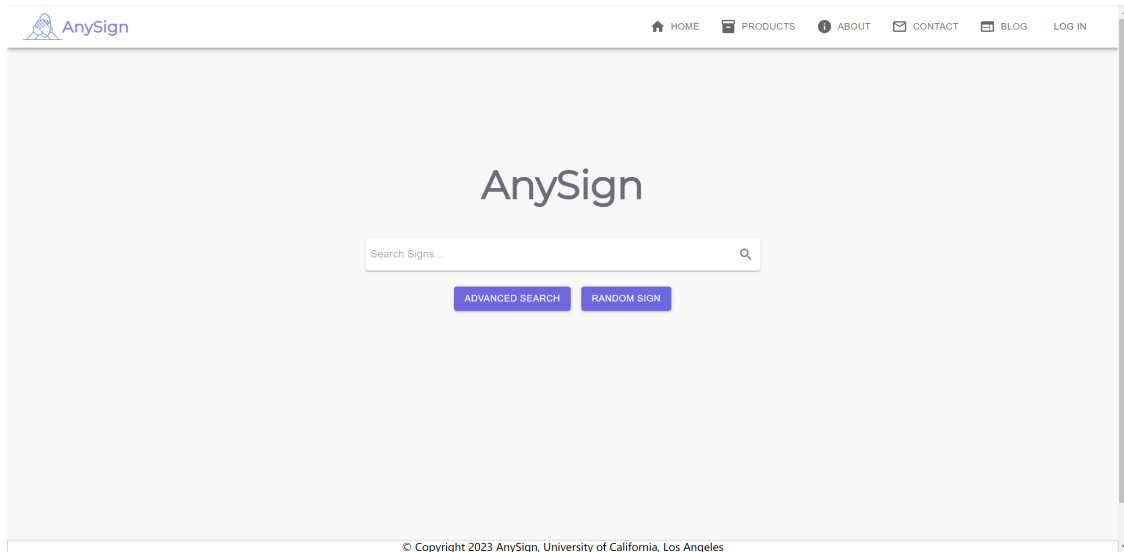 AnySign
HOME PRODUCTS ABOUT CONTACT BLOG LOG IN
AnySign
Search Signs...
ADVANCED SEARCH RANDOM SIGN
© Copyright 2023 AnySign, University of California, Los Angeles